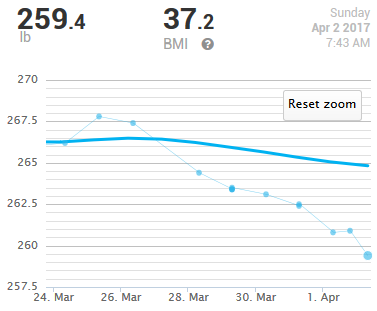 259.4
lb
37.2
BMI ?
Sunday
Apr 2 2017
7:43 AM
270
Reset zoom
267.5
265
262.5
260
257.5
24. Mar 26. Mar 28. Mar 30. Mar 1. Apr